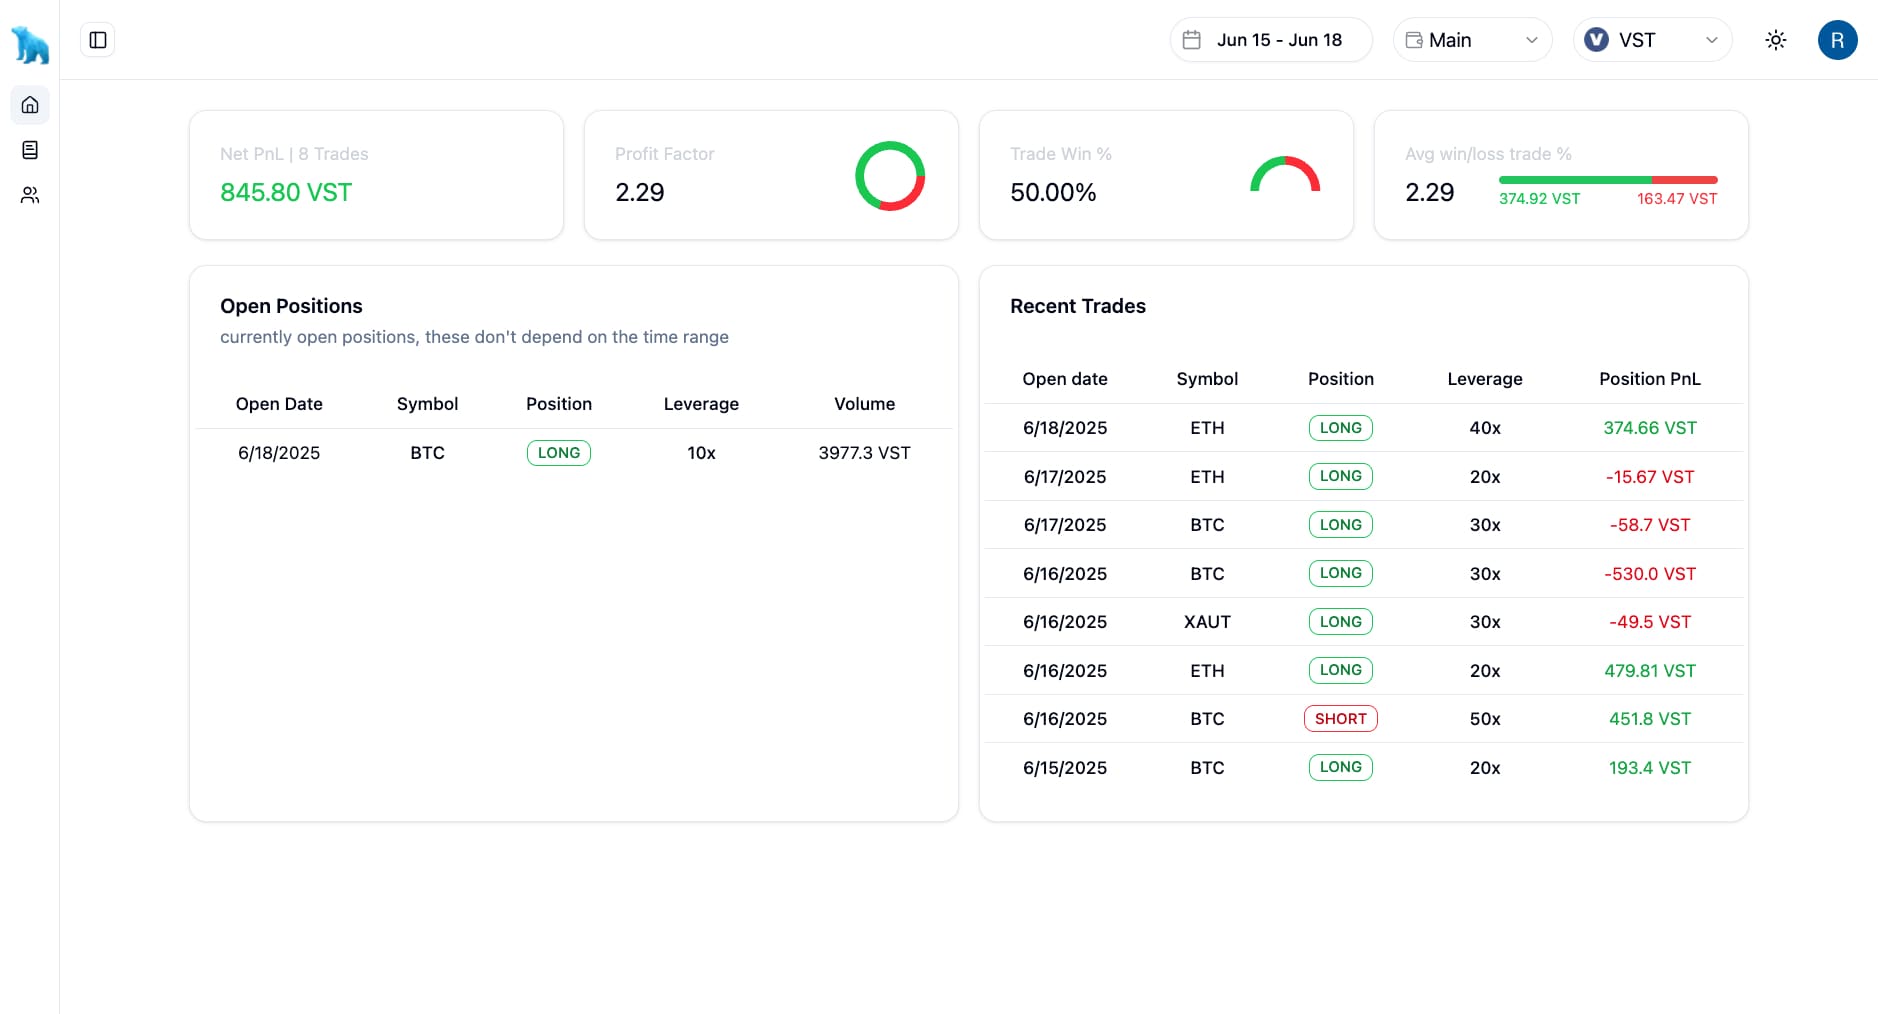 Jun 15 - Jun 18
Main
V VST
R
Net PnL | 8 Trades
845.80 VST
Profit Factor
2.29
Trade Win %
50.00%
Avg win/loss trade %
2.29
374.92 VST 163.47 VST
Open Positions
currently open positions, these don't depend on the time range
Open Date Symbol Position Leverage Volume
6/18/2025 BTC LONG 10x 3977.3 VST
Recent Trades
Open date Symbol Position Leverage Position PnL
6/18/2025 ETH LONG 40x 374.66 VST
6/17/2025 ETH LONG 20x -15.67 VST
6/17/2025 BTC LONG 30x -58.7 VST
6/16/2025 BTC LONG 30x -530.0 VST
6/16/2025 XAUT LONG 30x -49.5 VST
6/16/2025 ETH LONG 20x 479.81 VST
6/16/2025 BTC SHORT 50x 451.8 VST
6/15/2025 BTC LONG 20x 193.4 VST